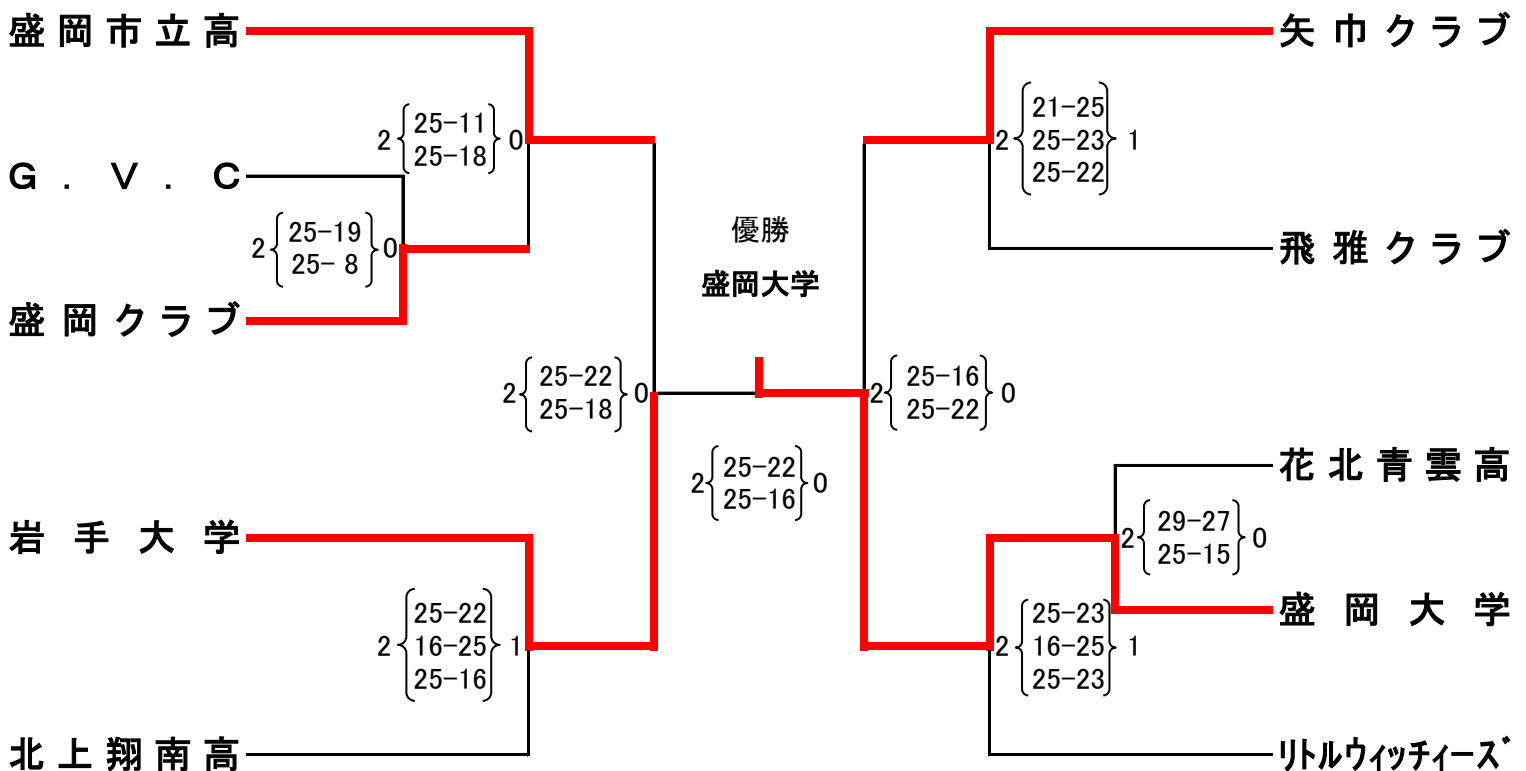 盛岡市立高
2 25-11 0
25-18
G.V.C
2 25-19 0
25- 8
盛岡クラブ
2 25-22 0
25-18
岩手大学
25-22
2 16-25 1
25-16
北上翔南高
優勝
盛岡大学
2 25-22 0
25-16
矢巾クラブ
21-25
2 25-23 1
25-22
飛雅クラブ
2 25-16 0
25-22
花北青雲高
2 29-27 0
25-15
盛岡大学
25-23
2 16-25 1
25-23
リトルウィッチィーズ